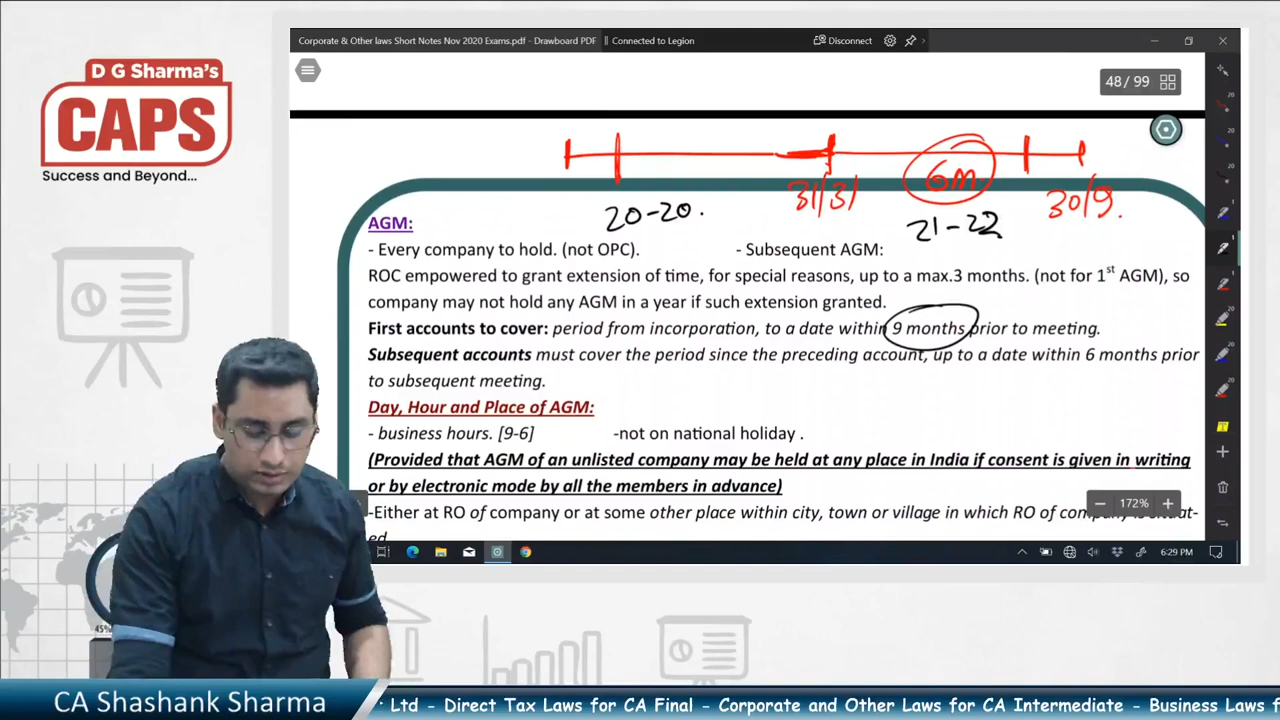 D G Sharma's
CAPS
Success and Beyond...
Corporate & Other laws Short Notes Nov 2020 Exams.pdf - Drawboard PDF
Connected to Legion
Disconnect
48 / 99
31/31
6m
30/9.
20-20.
21-22
AGM:
- Every company to hold. (not OPC). - Subsequent AGM:
ROC empowered to grant extension of time, for special reasons, up to a max.3 months. (not for 1st AGM), so
company may not hold any AGM in a year if such extension granted.
First accounts to cover: period from incorporation, to a date within 9 months prior to meeting.
Subsequent accounts must cover the period since the preceding account, up to a date within 6 months prior
to subsequent meeting.
Day, Hour and Place of AGM:
- business hours. [9-6] -not on national holiday .
(Provided that AGM of an unlisted company may be held at any place in India if consent is given in writing
or by electronic mode by all the members in advance)
172%
-Either at RO of company or at some other place within city, town or village in which RO of company is situat-
ed
6:29 PM
45%
CA Shashank Sharma
Ltd - Direct Tax Laws for CA Final - Corporate and Other Laws for CA Intermediate - Business Laws f